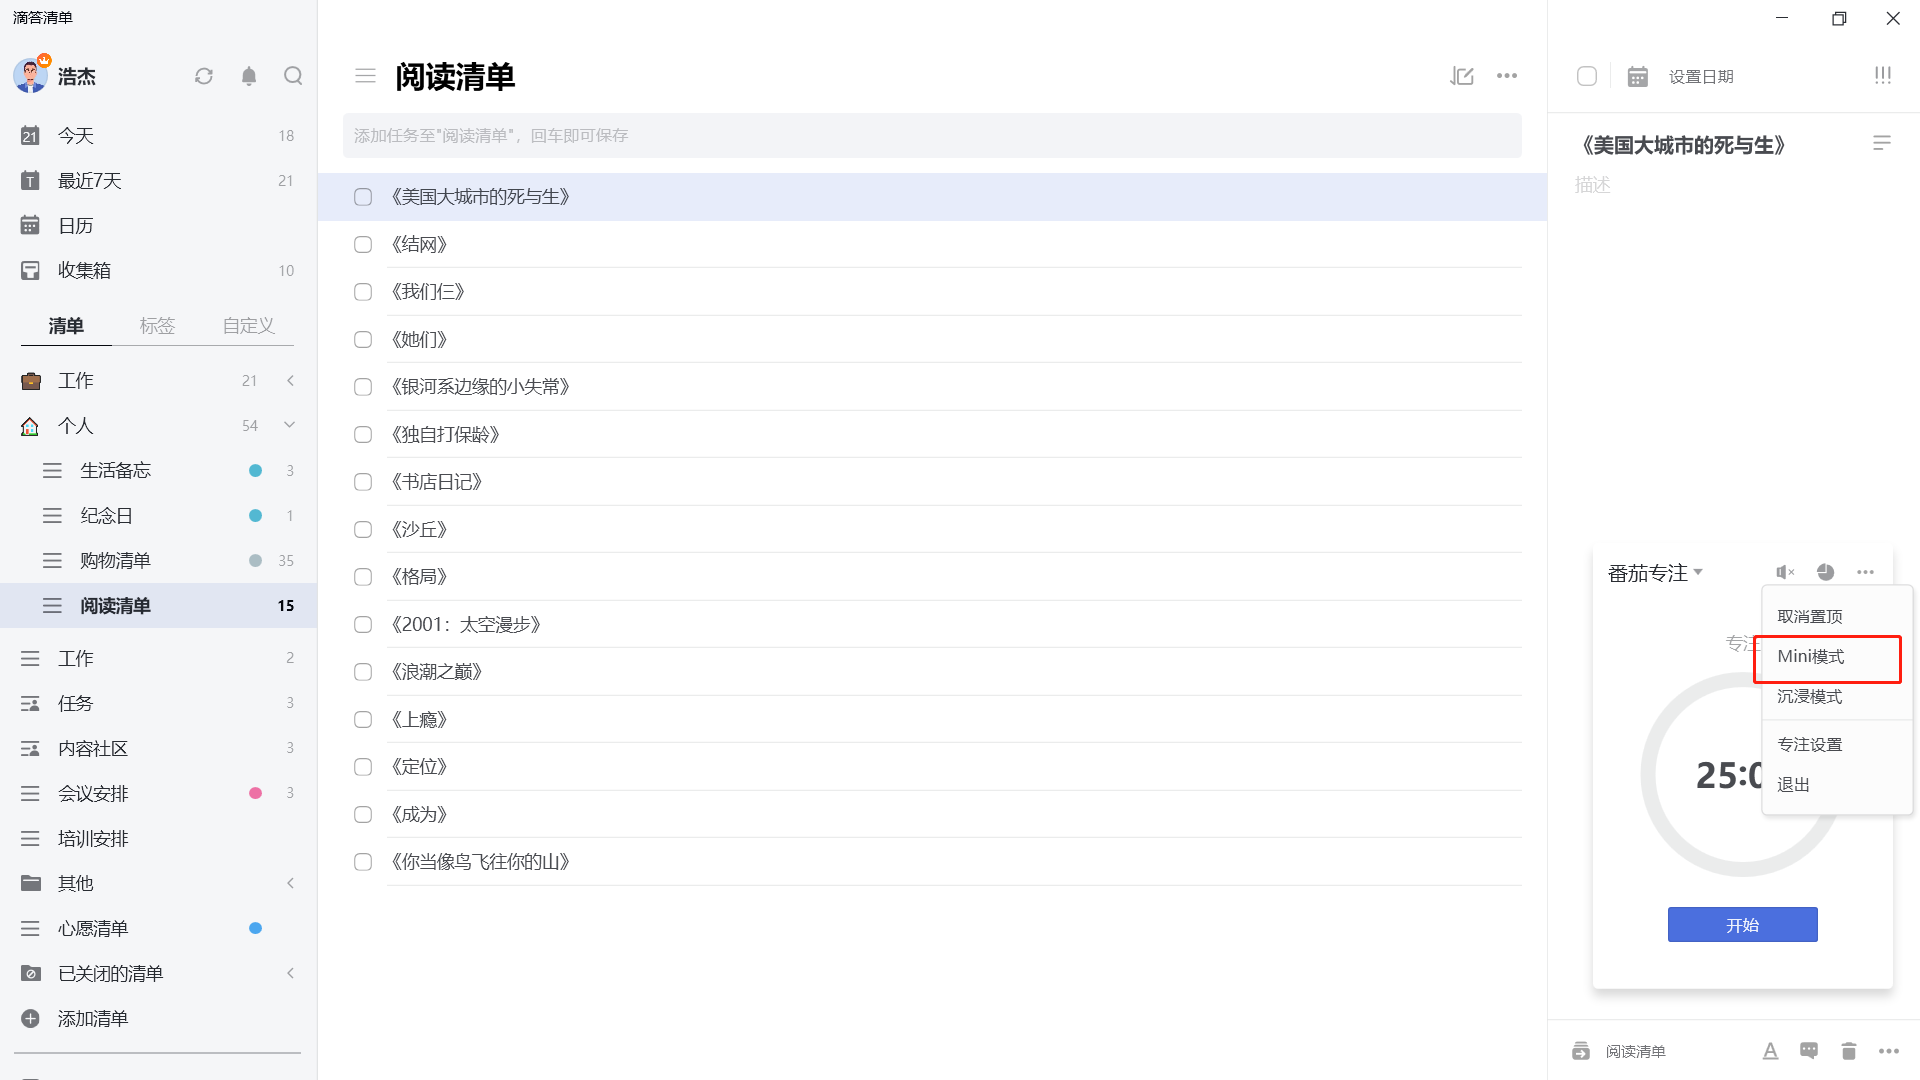 滴答清单
浩杰
21 今天 18
T 最近7天 21
日历
收集箱 10
清单 标签 自定义
工作 21
个人 54
生活备忘 3
纪念日 1
购物清单 35
阅读清单 15
工作 2
任务 3
内容社区 3
会议安排 3
培训安排
其他
心愿清单
已关闭的清单
添加清单
阅读清单
添加任务至"阅读清单"，回车即可保存
《美国大城市的死与生》
《结网》
《我们仨》
《她们》
《银河系边缘的小失常》
《独自打保龄》
《书店日记》
《沙丘》
《格局》
《2001：太空漫步》
《浪潮之巅》
《上瘾》
《定位》
《成为》
《你当像鸟飞往你的山》
设置日期
《美国大城市的死与生》
描述
番茄专注
取消置顶
专注
Mini模式
沉浸模式
专注设置
25:0
退出
开始
阅读清单